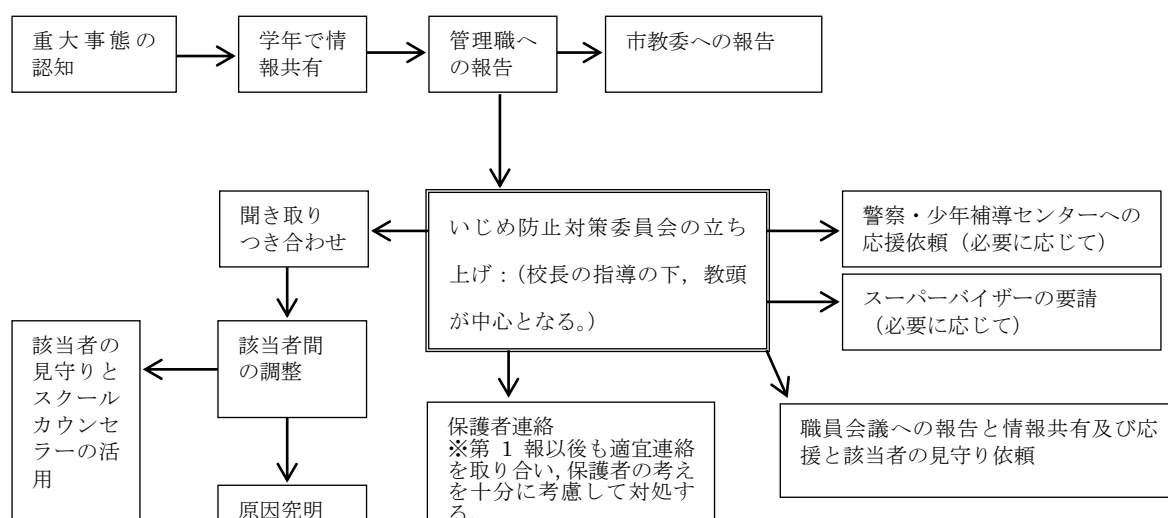 重大事態の
認知
学年で情
報共有
管理職へ
の報告
市教委への報告
聞き取り
つき合わせ
いじめ防止対策委員会の立ち
上げ：（校長の指導の下，教頭
が中心となる。）
警察・少年補導センターへの
応援依頼（必要に応じて）
スーパーバイザーの要請
（必要に応じて）
該当者の
見守りと
スクール
カウンセ
ラーの活
用
該当者間
の調整
保護者連絡
※第 1 報以後も適宜連絡
を取り合い，保護者の考え
を十分に考慮して対処す
る。
職員会議への報告と情報共有及び応
援と該当者の見守り依頼
原因究明